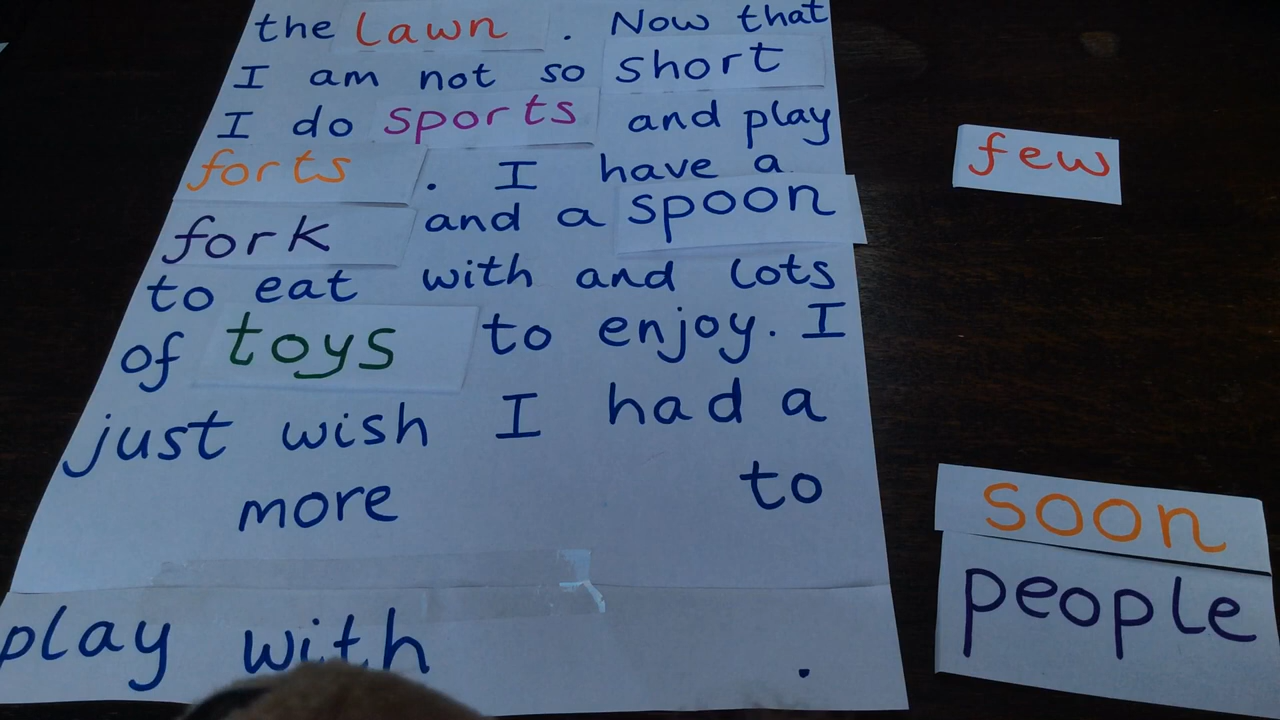 the lawn . Now that
I am not so short
I do sports and play
forts . I have a
fork and a spoon
to eat with and lots
of toys to enjoy. I
just wish I had a
more to
play with .
few
soon
people